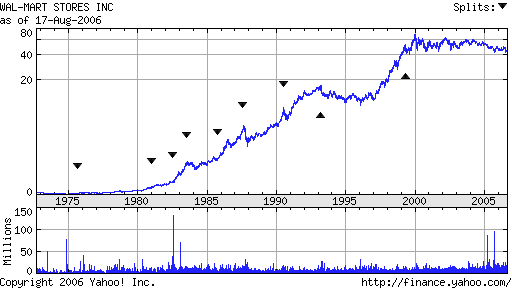 WAL-MART STORES INC Splits:▼
as of 17-Aug-2006
80
40
20
0
1975 1980 1985 1990 1995 2000 2005
150
100
50
0
Millions
Copyright 2006 Yahoo! Inc. http://finance.yahoo.com/